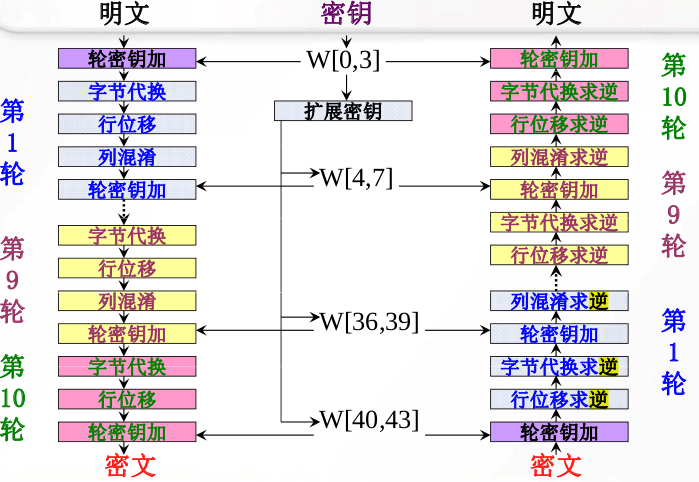 明文
密钥
明文
轮密钥加
W[0,3]
轮密钥加
字节代换
扩展密钥
字节代换求逆
行位移
行位移求逆
列混淆
列混淆求逆
轮密钥加
W[4,7]
轮密钥加
字节代换
字节代换求逆
行位移
行位移求逆
列混淆
列混淆求逆
轮密钥加
W[36,39]
轮密钥加
字节代换
字节代换求逆
行位移
行位移求逆
轮密钥加
W[40,43]
轮密钥加
密文
密文
第
1
轮
第
9
轮
第
10
轮
第
10
轮
第
9
轮
第
1
轮